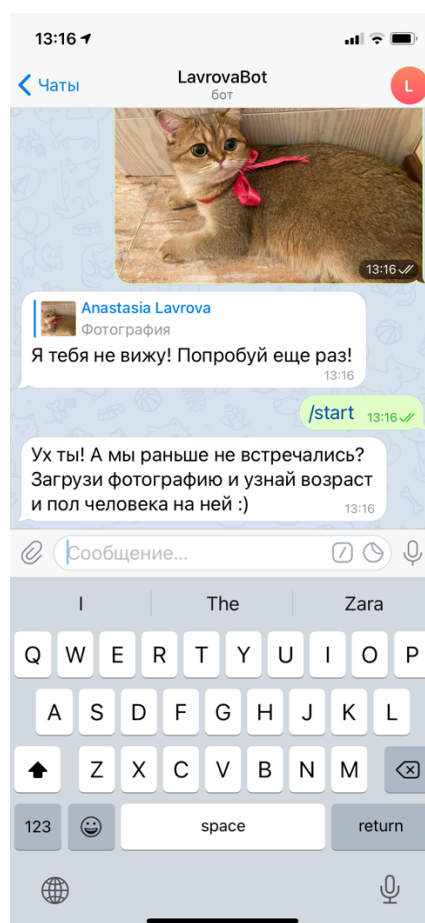 13:16
Чаты
LavrovaBot
бот
L
13:16
Anastasia Lavrova
Фотография
Я тебя не вижу! Попробуй еще раз!
13:16
/start 13:16
Ух ты! А мы раньше не встречались?
Загрузи фотографию и узнай возраст
и пол человека на ней :)
13:16
Сообщение...
I The Zara
Q W E R T Y U I O P
A S D F G H J K L
Z X C V B N M
123 space return